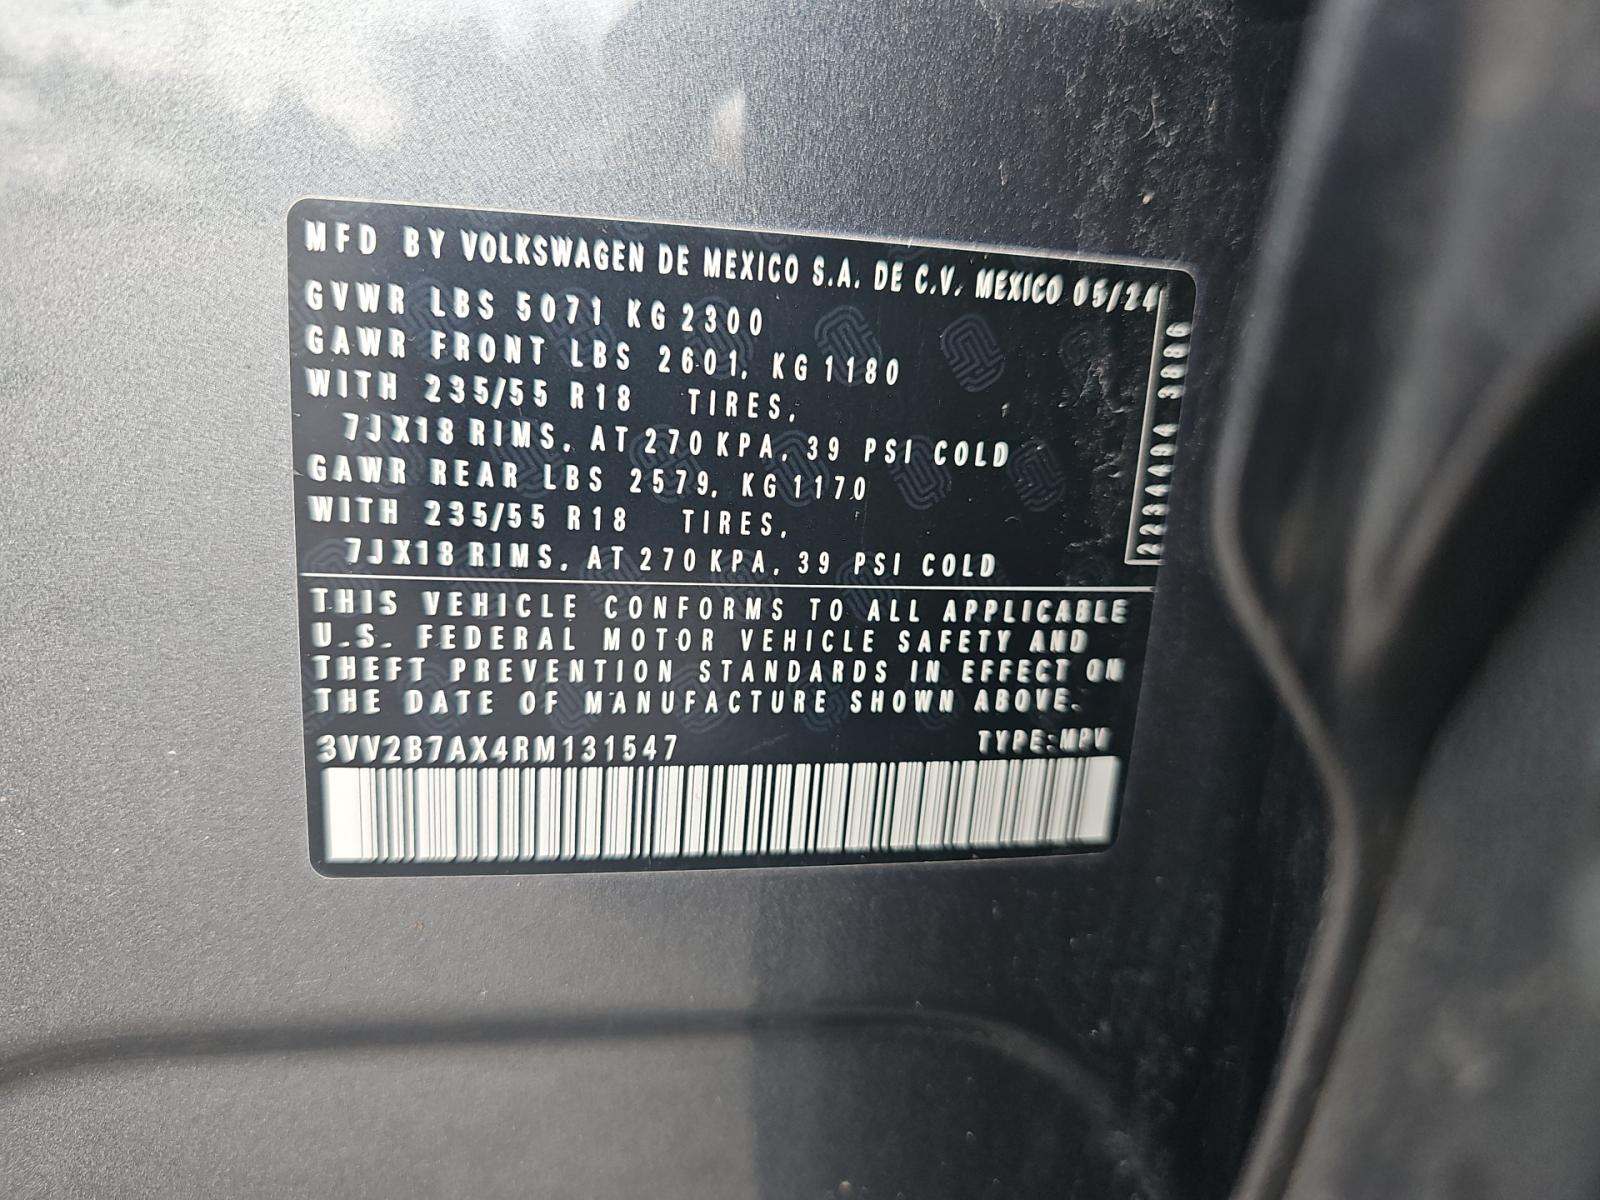 MFD BY VOLKSWAGEN DE MEXICO S.A. DE C.V. MEXICO 05/24
GVWR LBS 5071 KG 2300
GAWR FRONT LBS 2601, KG 1180
WITH 235/55 R18 TIRES,
7JX18 RIMS, AT 270 KPA, 39 PSI COLD
GAWR REAR LBS 2579, KG 1170
WITH 235/55 R18 TIRES,
7JX18 RIMS, AT 270 KPA, 39 PSI COLD
THIS VEHICLE CONFORMS TO ALL APPLICABLE
U.S. FEDERAL MOTOR VEHICLE SAFETY AND
THEFT PREVENTION STANDARDS IN EFFECT ON
THE DATE OF MANUFACTURE SHOWN ABOVE.
3VV2B7AX4RM131547 TYPE:MPV